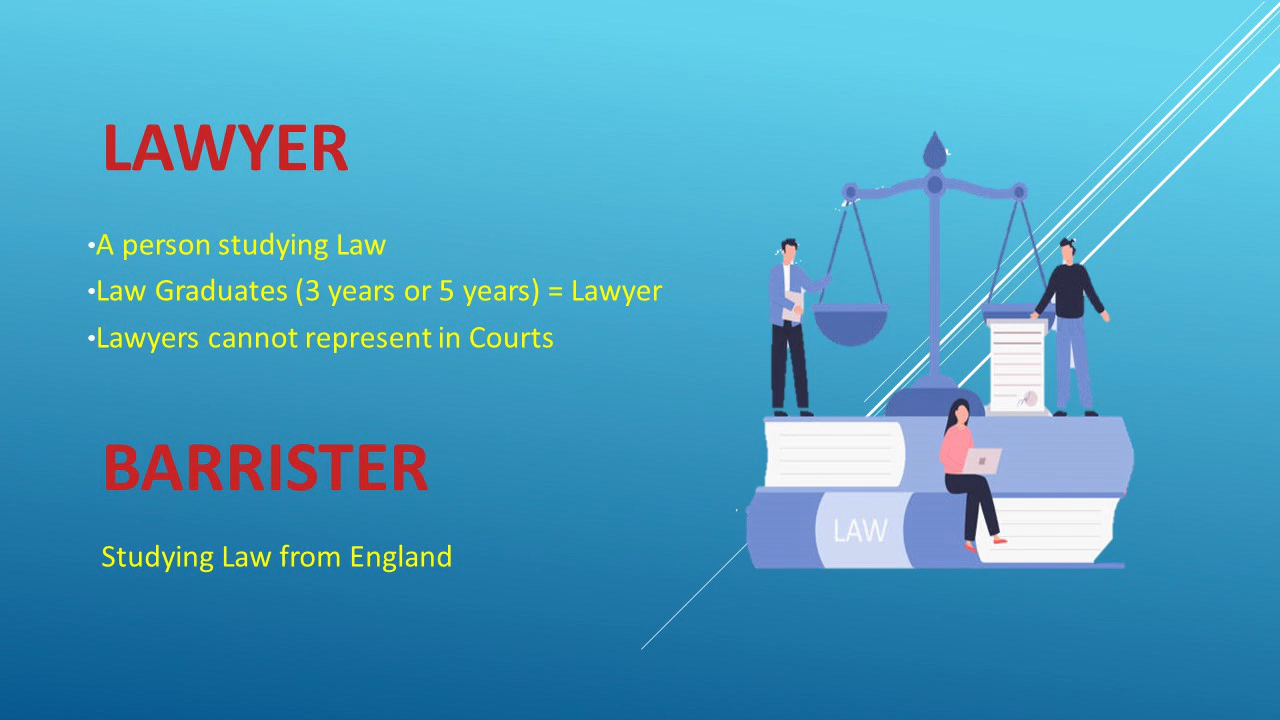 LAWYER
•A person studying Law
•Law Graduates (3 years or 5 years) = Lawyer
•Lawyers cannot represent in Courts
BARRISTER
Studying Law from England
LAW